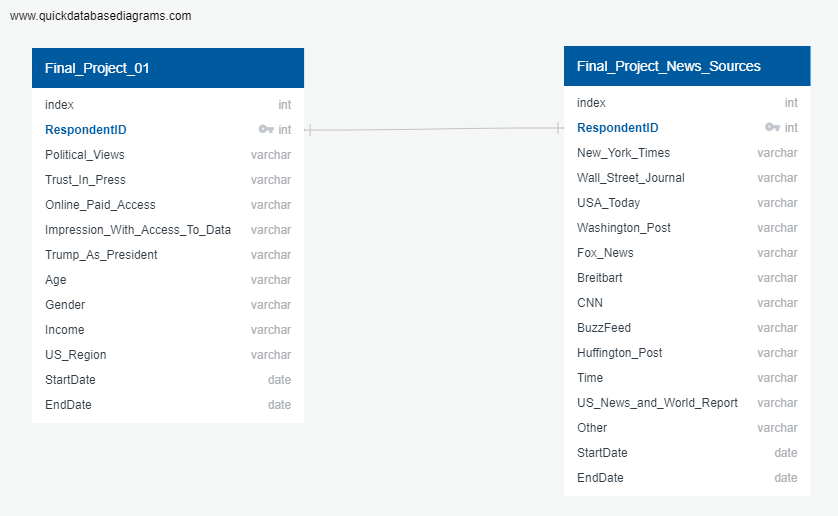 www.quickdatabasediagrams.com
Final_Project_01
index int
RespondentID int
Political_Views varchar
Trust_In_Press varchar
Online_Paid_Access varchar
Impression_With_Access_To_Data varchar
Trump_As_President varchar
Age varchar
Gender varchar
Income varchar
US_Region varchar
StartDate date
EndDate date
Final_Project_News_Sources
index int
RespondentID int
New_York_Times varchar
Wall_Street_Journal varchar
USA_Today varchar
Washington_Post varchar
Fox_News varchar
Breitbart varchar
CNN varchar
BuzzFeed varchar
Huffington_Post varchar
Time varchar
US_News_and_World_Report varchar
Other varchar
StartDate date
EndDate date